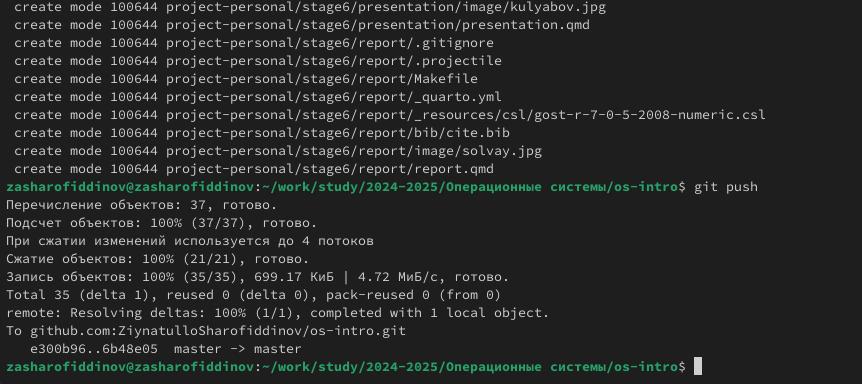 create mode 100644 project-personal/stage6/presentation/image/kulyabov.jpg
create mode 100644 project-personal/stage6/presentation/presentation.qmd
create mode 100644 project-personal/stage6/report/.gitignore
create mode 100644 project-personal/stage6/report/.projectile
create mode 100644 project-personal/stage6/report/Makefile
create mode 100644 project-personal/stage6/report/_quarto.yml
create mode 100644 project-personal/stage6/report/_resources/csl/gost-r-7-0-5-2008-numeric.csl
create mode 100644 project-personal/stage6/report/bib/cite.bib
create mode 100644 project-personal/stage6/report/image/solvay.jpg
create mode 100644 project-personal/stage6/report/report.qmd
zasharofiddinov@zasharofiddinov:~/work/study/2024-2025/Операционные системы/os-intro$ git push
Перечисление объектов: 37, готово.
Подсчет объектов: 100% (37/37), готово.
При сжатии изменений используется до 4 потоков
Сжатие объектов: 100% (21/21), готово.
Запись объектов: 100% (35/35), 699.17 КиБ | 4.72 МиБ/с, готово.
Total 35 (delta 1), reused 0 (delta 0), pack-reused 0 (from 0)
remote: Resolving deltas: 100% (1/1), completed with 1 local object.
To github.com:ZiynatulloSharofiddinov/os-intro.git
e300b96..6b48e05  master -> master
zasharofiddinov@zasharofiddinov:~/work/study/2024-2025/Операционные системы/os-intro$